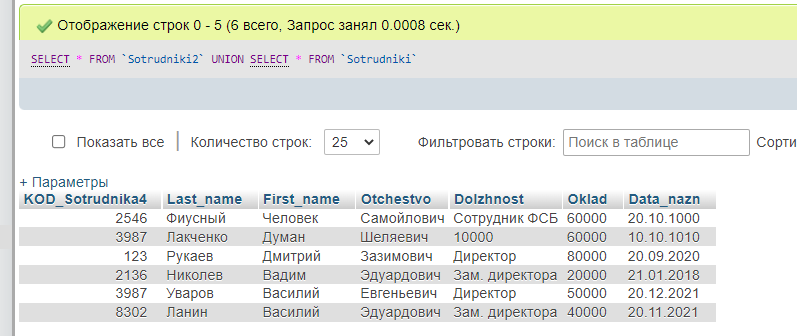 Отображение строк 0 - 5 (6 всего, Запрос занял 0.0008 сек.)
SELECT * FROM `Sotrudniki2` UNION SELECT * FROM `Sotrudniki`
Показать все | Количество строк: 25 Фильтровать строки: Поиск в таблице Сорти
+ Параметры
KOD_Sotrudnika4 Last_name First_name Otchestvo Dolzhnost Oklad Data_nazn
2546 Фиусный Человек Самойлович Сотрудник ФСБ 60000 20.10.1000
3987 Лакченко Думан Шеляевич 10000 60000 10.10.1010
123 Рукаев Дмитрий Зазимович Директор 80000 20.09.2020
2136 Николев Вадим Эдуардович Зам. директора 20000 21.01.2018
3987 Уваров Василий Евгеньевич Директор 50000 20.12.2021
8302 Ланин Василий Эдуардович Зам. директора 40000 20.11.2021